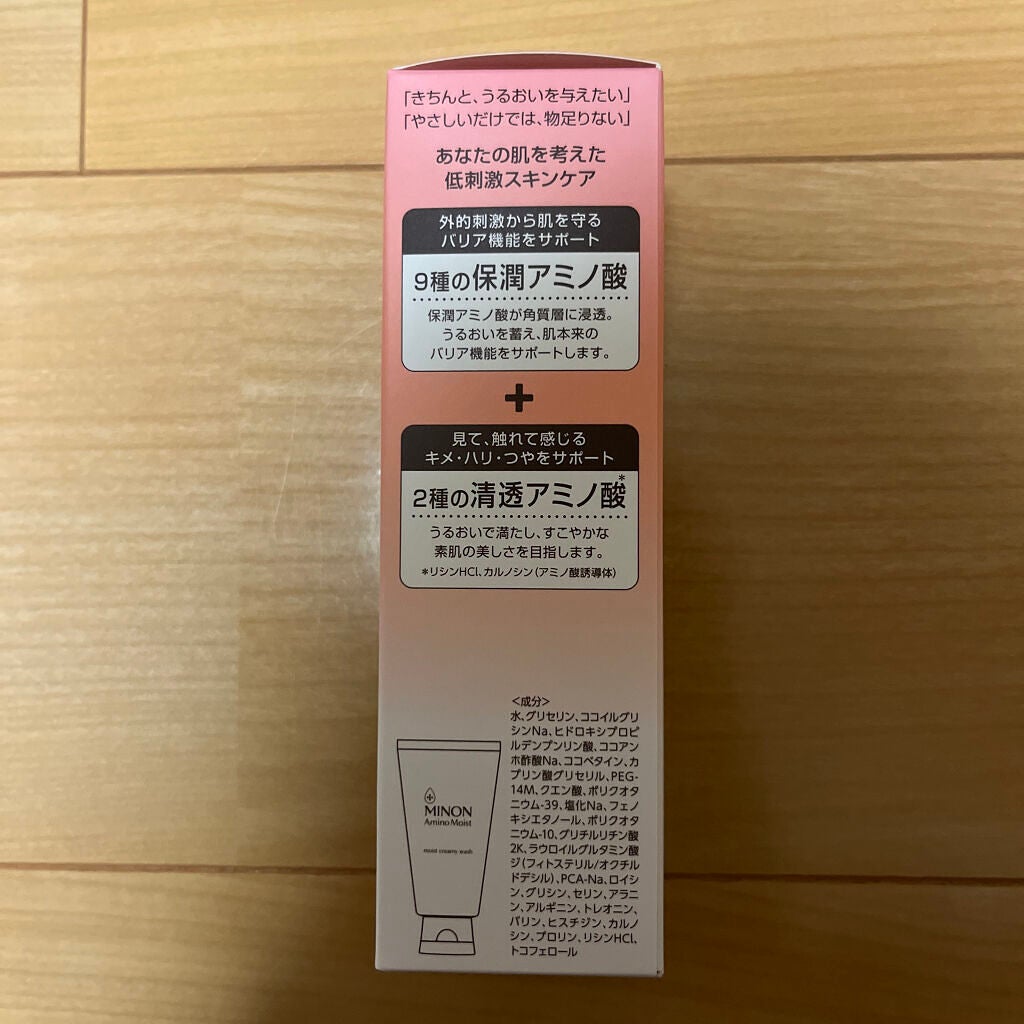 「きちんと、うるおいを与えたい」
「やさしいだけでは、物足りない」
あなたの肌を考えた
低刺激スキンケア
外的刺激から肌を守る
バリア機能をサポート
9種の保潤アミノ酸
保潤アミノ酸が角質層に浸透。
うるおいを蓄え、肌本来の
バリア機能をサポートします。
+
見て、触れて感じる
キメ・ハリ・つやをサポート
2種の清透アミノ酸*
うるおいで満たし、すこやかな
素肌の美しさを目指します。
*リシンHCl、カルノシン（アミノ酸誘導体）
MINON
Amino Moist
moist creamy wash
<成分>
水、グリセリン、ココイルグリ
シンNa、ヒドロキシプロピ
ルデンプンリン酸、ココアン
ホ酢酸Na、ココベタイン、カ
プリン酸グリセリル、PEG-
14M、クエン酸、ポリクオタ
ニウム-39、塩化Na、フェノ
キシエタノール、ポリクオタ
ニウム-10、グリチルリチン酸
2K、ラウロイルグルタミン酸
ジ（フィトステリル/オクチル
ドデシル）、PCA-Na、ロイシ
ン、グリシン、セリン、アラニ
ン、アルギニン、トレオニン、
バリン、ヒスチジン、カルノ
シン、プロリン、リシンHCl、
トコフェロール